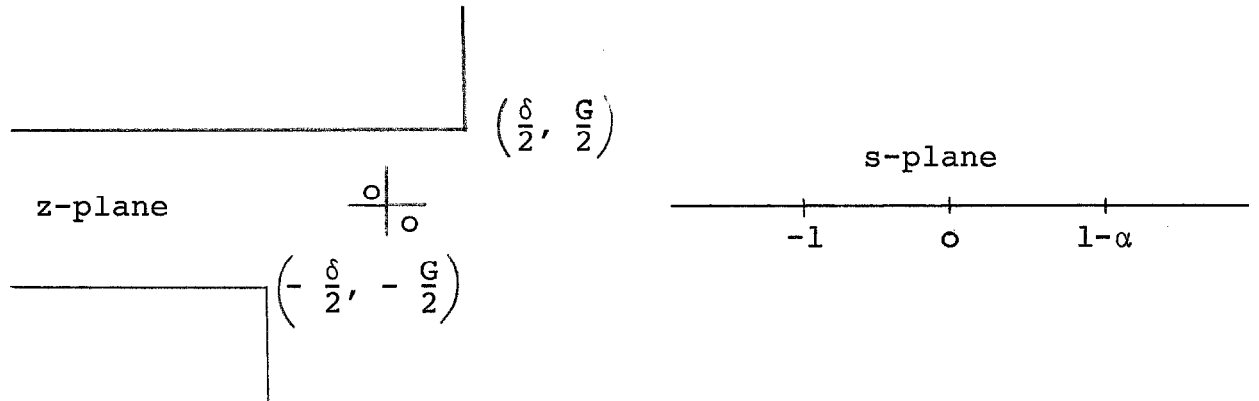 (δ/2, G/2)
s-plane
z-plane
o
o
(- δ/2, - G/2)
-1
o
1-α